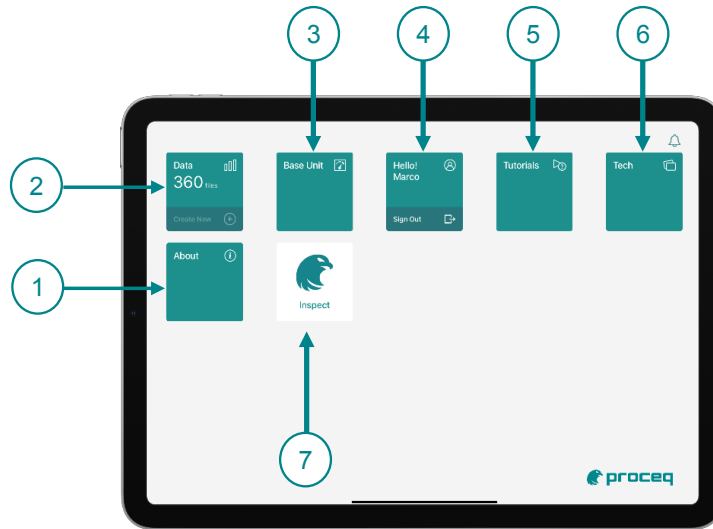 3
4
5
6
2
1
7
Data
360 files
Create New
Base Unit
Hello!
Marco
Sign Out
Tutorials
Tech
About
Inspect
proceq